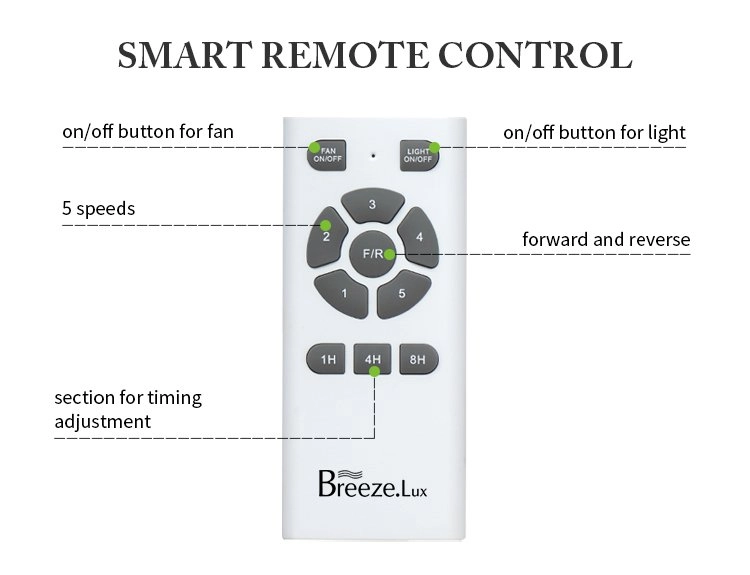 SMART REMOTE CONTROL
on/off button for fan
on/off button for light
FAN
ON/OFF
LIGHT
ON/OFF
5 speeds
3
2
4
forward and reverse
F/R
1
5
1H
4H
8H
section for timing
adjustment
Breeze.Lux